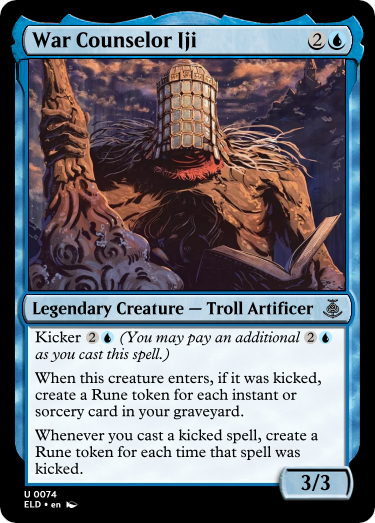 War Counselor Iji 2
Legendary Creature — Troll Artificer
Kicker 2 (You may pay an additional 2
as you cast this spell.)
When this creature enters, if it was kicked,
create a Rune token for each instant or
sorcery card in your graveyard.
Whenever you cast a kicked spell, create a
Rune token for each time that spell was
kicked.
3/3
U 0074
ELD • en